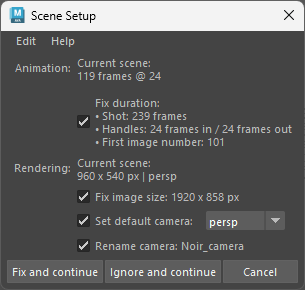 Scene Setup
Edit Help
Animation: Current scene:
119 frames @ 24
Fix duration:
• Shot: 239 frames
• Handles: 24 frames in / 24 frames out
• First image number: 101
Rendering: Current scene:
960 x 540 px | persp
Fix image size: 1920 x 858 px
Set default camera: persp
Rename camera: Noir_camera
Fix and continue Ignore and continue Cancel